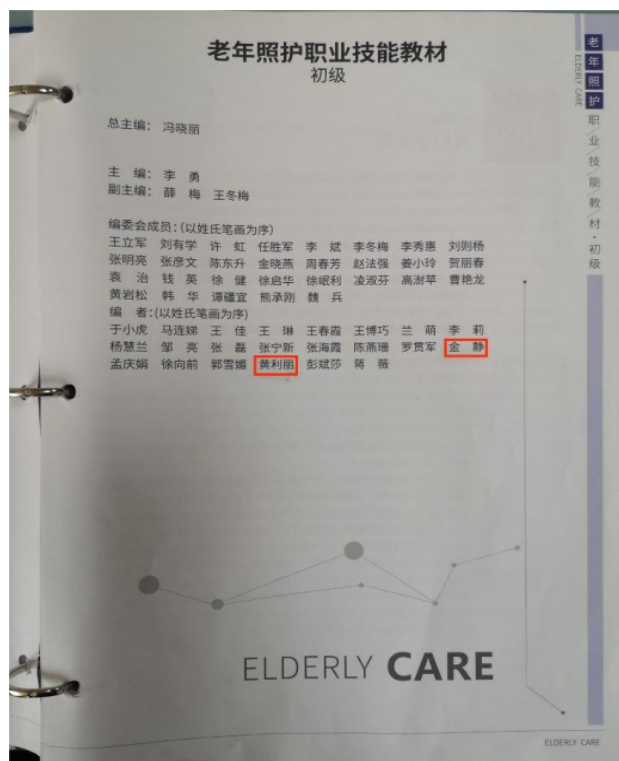 老年照护职业技能教材
初级
总主编：冯晓丽
主 编：李 勇
副主编：薛 梅 王冬梅
编委会成员：(以姓氏笔画为序)
王立军 刘有学 许 虹 任胜军 李 斌 李冬梅 李秀惠 刘则杨
张明亮 张彦文 陈东升 金晓燕 周春芳 赵法强 姜小玲 贺丽春
袁 治 钱 英 徐 健 徐启华 徐岷利 凌淑芬 高澍苹 曹艳龙
黄岩松 韩 华 谭疆宜 熊承刚 魏 兵
编 者：(以姓氏笔画为序)
于小虎 马连娣 王 佳 王 琳 王春霞 王博巧 兰 萌 李 莉
杨慧兰 邹 亮 张 磊 张宁新 张海霞 陈燕珊 罗贯军 金 静
孟庆娟 徐向前 郭雪媚 黄利丽 彭斌莎 蒋 薇
ELDERLY CARE
老年照护职业技能教材·初级
ELDERLY CARE
ELDERLY CARE